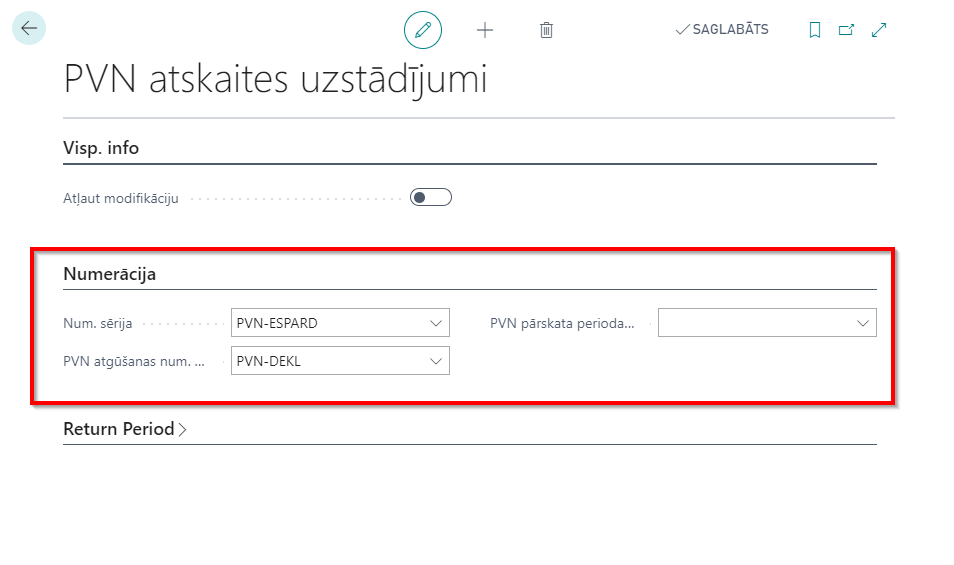 SAGLABĀTS
PVN atskaites uzstādījumi
Visp. info
Atļaut modifikāciju
Numerācija
Num. sērija
PVN-ESPARD
PVN pārskata perioda...
PVN atgūšanas num. ...
PVN-DEKL
Return Period